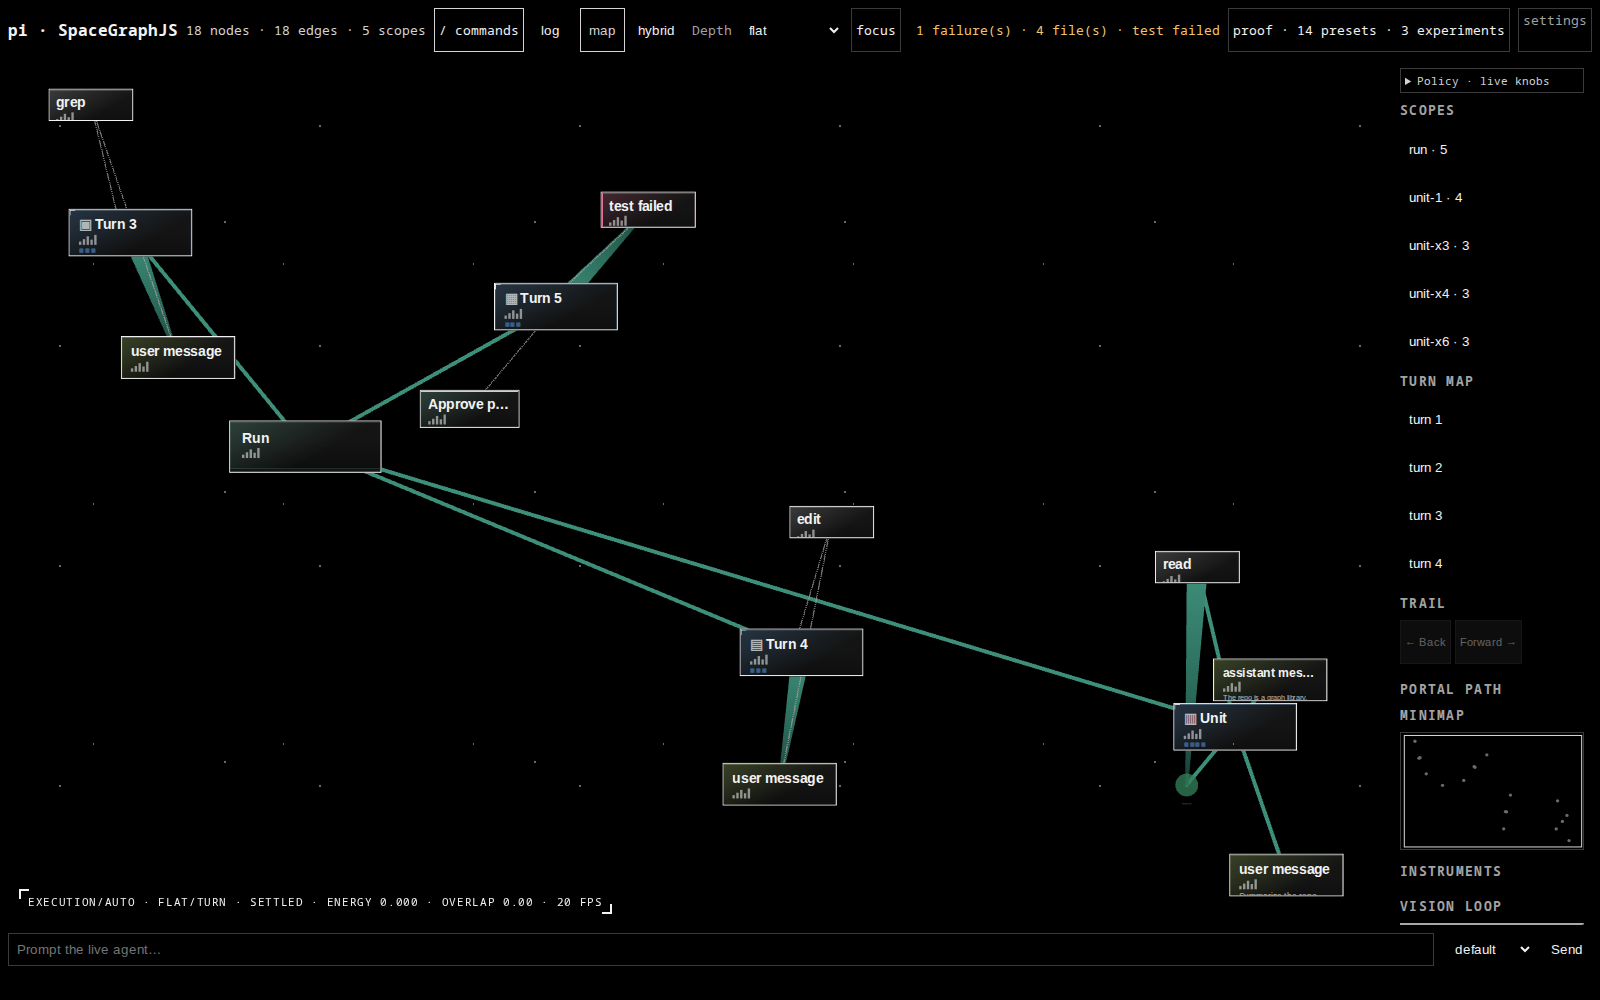 pi · SpaceGraphJS 18 nodes · 18 edges · 5 scopes / commands log map hybrid Depth flat focus 1 failure(s) · 4 file(s) · test failed proof · 14 presets · 3 experiments settings
grep
Turn 3
user message
test failed
Turn 5
Approve p...
Run
edit
Turn 4
user message
read
assistant mes...
The repo is a graph library.
Unit
user message
EXECUTION/AUTO · FLAT/TURN · SETTLED · ENERGY 0.000 · OVERLAP 0.00 · 20 FPS
Policy · live knobs
SCOPES
run · 5
unit-1 · 4
unit-x3 · 3
unit-x4 · 3
unit-x6 · 3
TURN MAP
turn 1
turn 2
turn 3
turn 4
TRAIL
← Back Forward →
PORTAL PATH
MINIMAP
INSTRUMENTS
VISION LOOP
Prompt the live agent… default Send